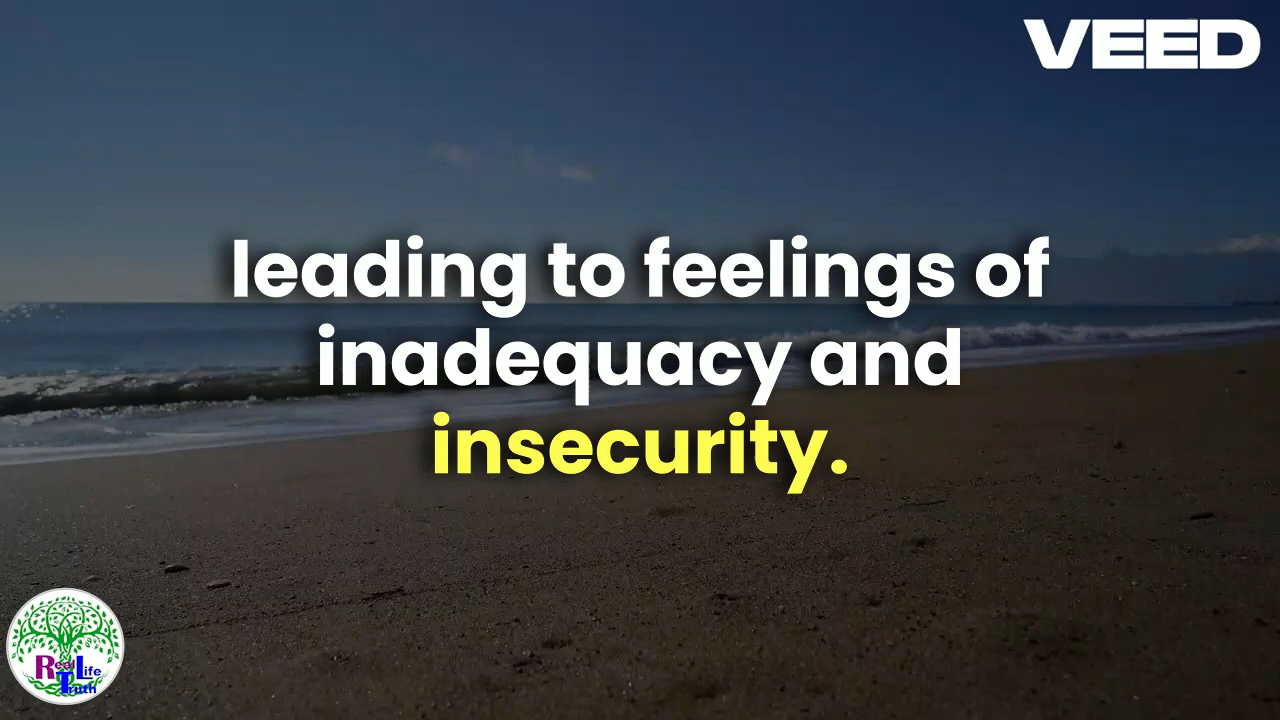 VEED
leading to feelings of
inadequacy and
insecurity.
Real Life
Truth